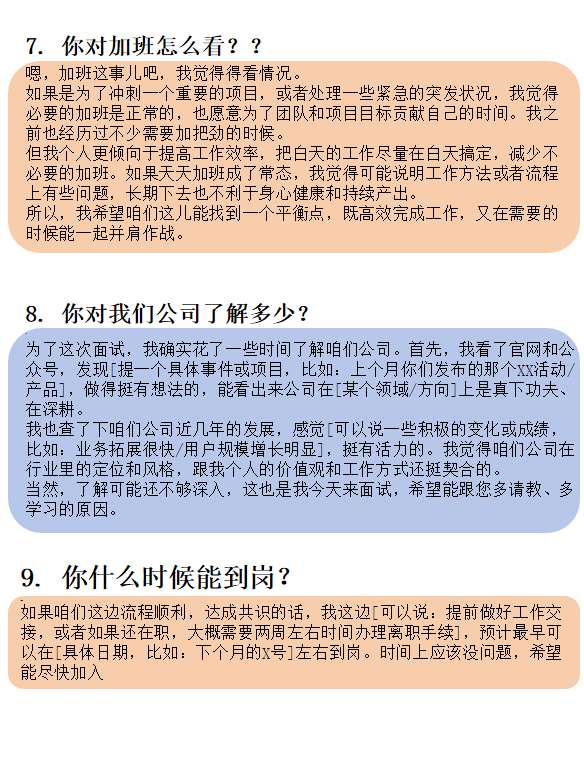 7. 你对加班怎么看？？
嗯，加班这事儿吧，我觉得得看情况。
如果是为了冲刺一个重要的项目，或者处理一些紧急的突发状况，我觉得
必要的加班是正常的，也愿意为了团队和项目目标贡献自己的时间。我之
前也经历过不少需要加把劲的时候。
但我个人更倾向于提高工作效率，把白天的工作尽量在白天搞定，减少不
必要的加班。如果天天加班成了常态，我觉得可能说明工作方法或者流程
上有些问题，长期下去也不利于身心健康和持续产出。
所以，我希望咱们这儿能找到一个平衡点，既高效完成工作，又在需要的
时候能一起并肩作战。
8. 你对我们公司了解多少？
为了这次面试，我确实花了一些时间了解咱们公司。首先，我看了官网和公
众号，发现[提一个具体事件或项目，比如：上个月你们发布的那个XX活动/
产品]，做得挺有想法的，能看出来公司在[某个领域/方向]上是真下功夫、
在深耕。
我也查了下咱们公司近几年的发展，感觉[可以说一些积极的变化或成绩，
比如：业务拓展很快/用户规模增长明显]，挺有活力的。我觉得咱们公司在
行业里的定位和风格，跟我个人的价值观和工作方式还挺契合的。
当然，了解可能还不够深入，这也是我今天来面试，希望能跟您多请教、多
学习的原因。
9. 你什么时候能到岗？
如果咱们这边流程顺利，达成共识的话，我这边[可以说：提前做好工作交
接，或者如果还在职，大概需要两周左右时间办理离职手续]，预计最早可
以在[具体日期，比如：下个月的X号]左右到岗。时间上应该没问题，希望
能尽快加入